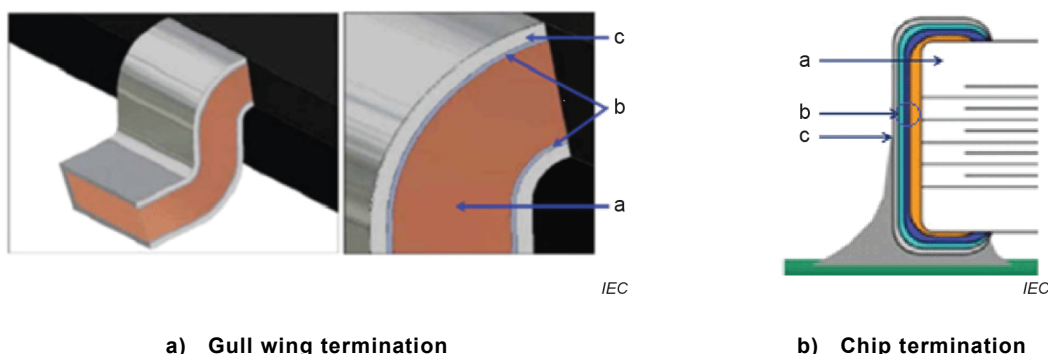 c
b
a
IEC
a) Gull wing termination
a
b
c
IEC
b) Chip termination